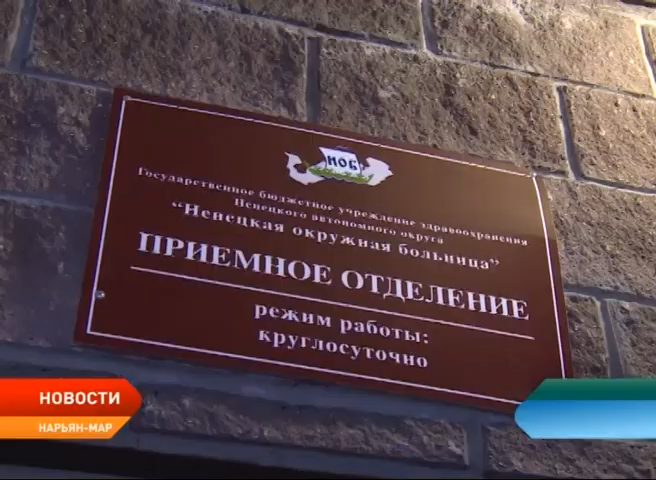 НОБ
Государственное бюджетное учреждение здравоохранения
Ненецкого автономного округа
“Ненецкая окружная больница”
ПРИЕМНОЕ ОТДЕЛЕНИЕ
режим работы:
круглосуточно
НОВОСТИ
НАРЬЯН-МАР